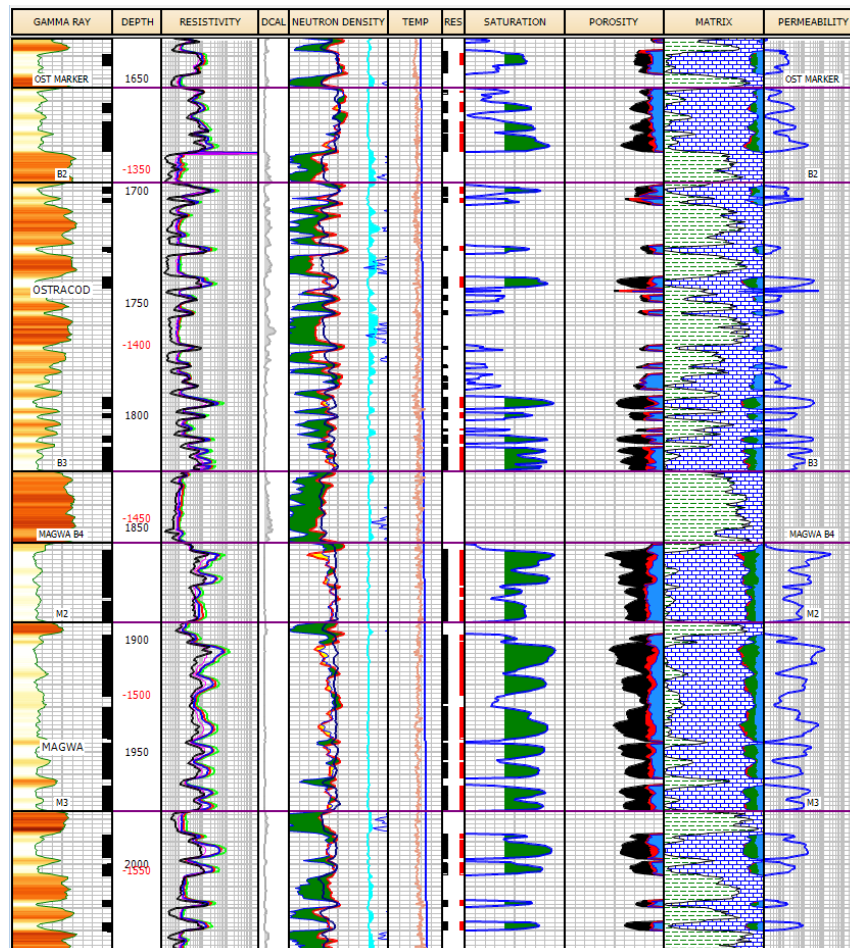 GAMMA RAY DEPTH RESISTIVITY DCAL NEUTRON DENSITY TEMP RES SATURATION POROSITY MATRIX PERMEABILITY
OST MARKER 1650 OST MARKER
B2 -1350 B2
1700
OSTRACOD
1750
-1400
1800
B3 B3
-1450
MAGWA B4 1850 MAGWA B4
M2 M2
1900
-1500
MAGWA 1950
M3 M3
2000
-1550